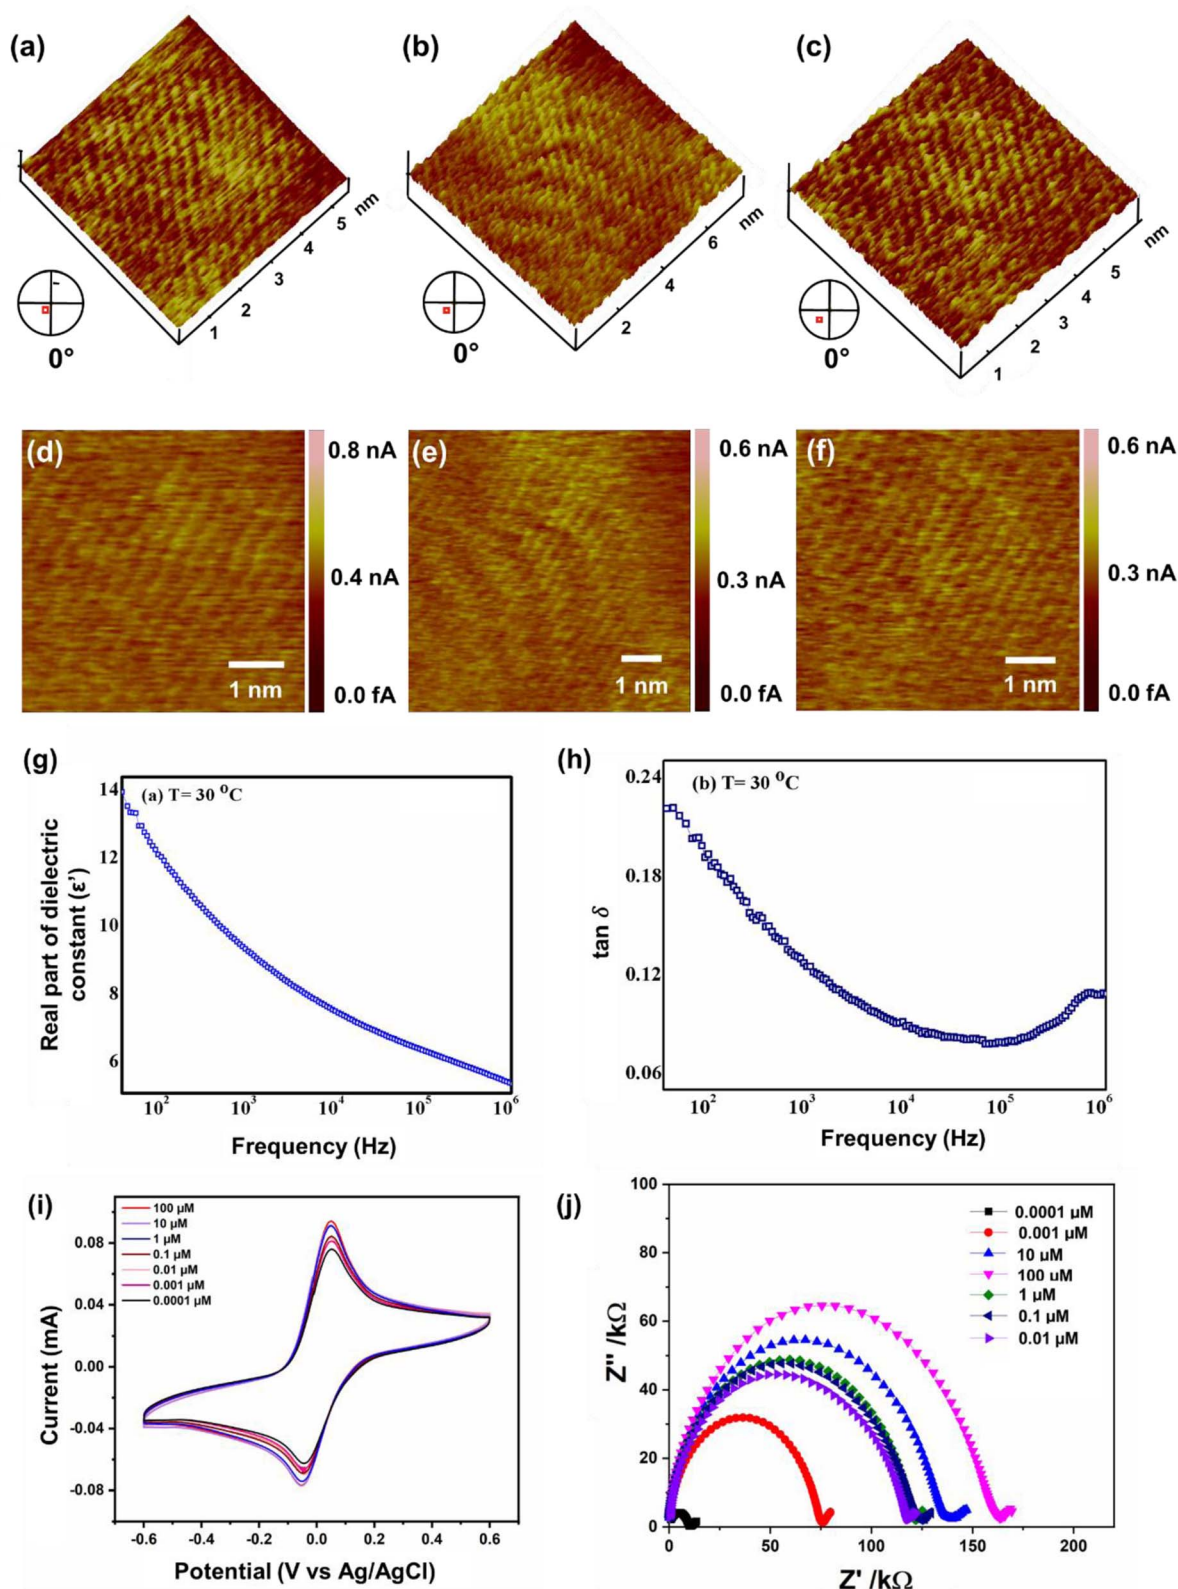 (a)
(b)
(c)
nm
5
4
3
2
1
0°
nm
6
4
2
0°
nm
5
4
3
2
1
0°
(d)
0.8 nA
0.4 nA
0.0 fA
1 nm
(e)
0.6 nA
0.3 nA
0.0 fA
1 nm
(f)
0.6 nA
0.3 nA
0.0 fA
1 nm
(g)
(a) T= 30 ⁰C
14
12
10
8
6
Real part of dielectric
constant (ε')
10² 10³ 10⁴ 10⁵ 10⁶
Frequency (Hz)
(h)
(b) T= 30 ⁰C
0.24
0.18
0.12
0.06
tan δ
10² 10³ 10⁴ 10⁵ 10⁶
Frequency (Hz)
(i)
100 µM
10 µM
1 µM
0.1 µM
0.01 µM
0.001 µM
0.0001 µM
0.08
0.04
0.00
-0.04
-0.08
Current (mA)
-0.6 -0.4 -0.2 0.0 0.2 0.4 0.6
Potential (V vs Ag/AgCl)
(j)
0.0001 µM
0.001 µM
10 µM
100 uM
1 µM
0.1 µM
0.01 µM
100
80
60
40
20
0
Z'' /kΩ
0 50 100 150 200
Z' /kΩ